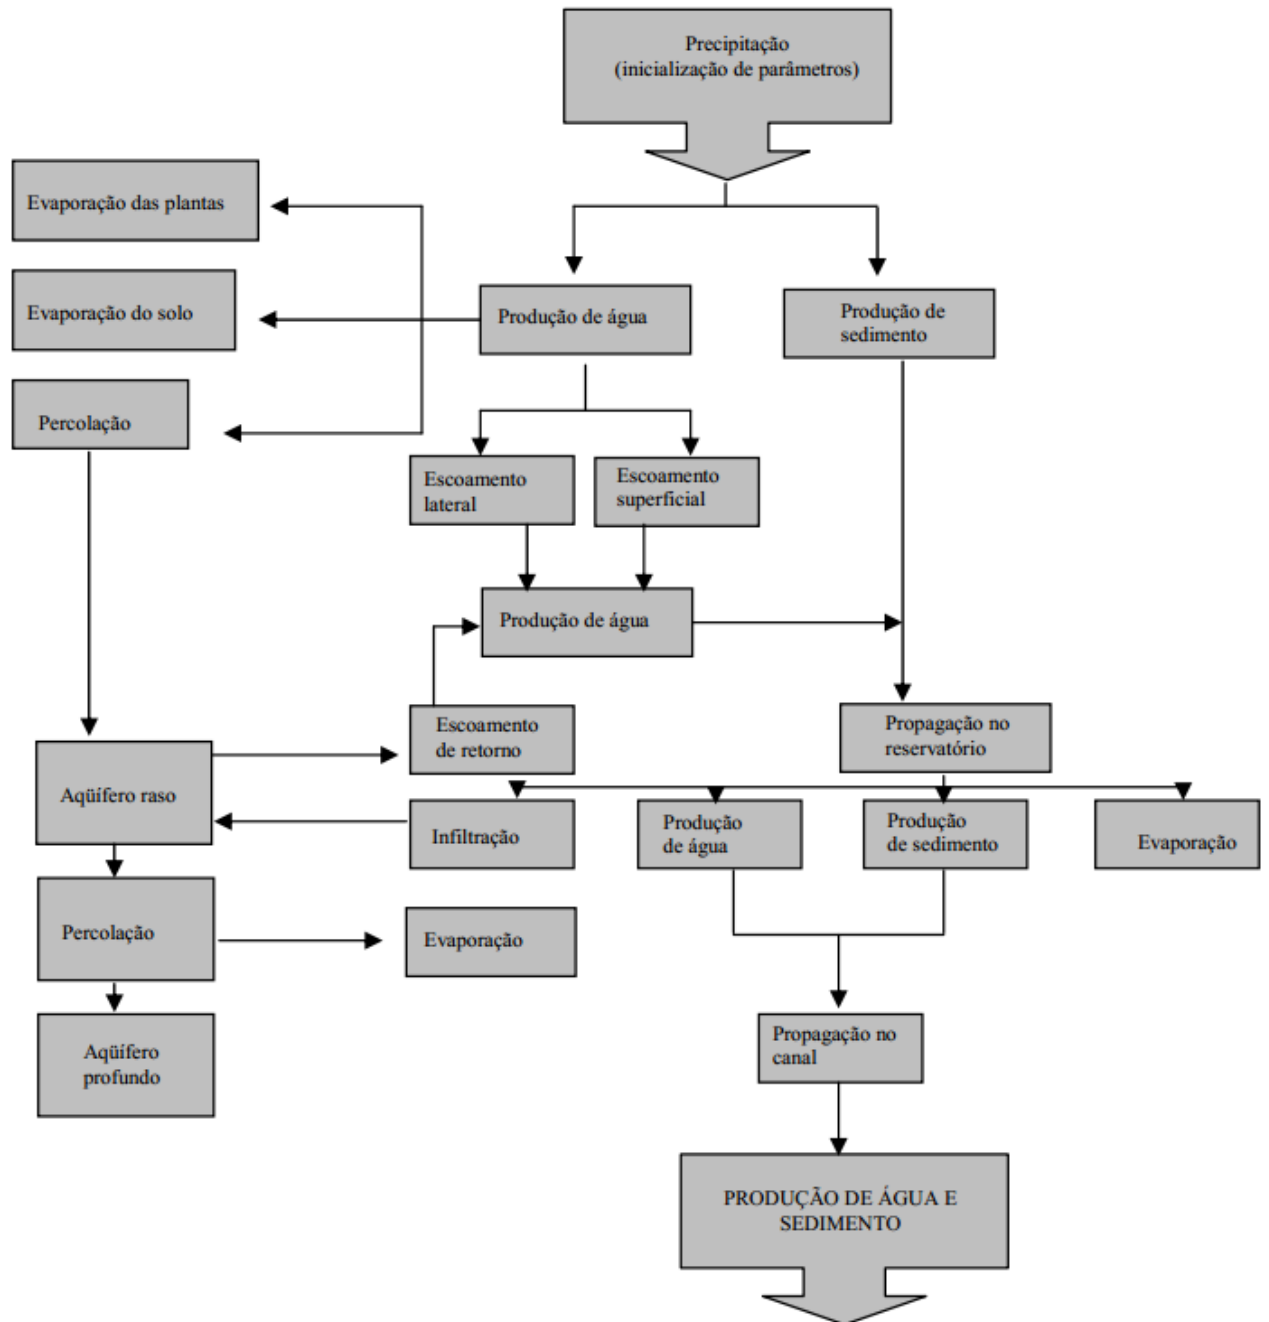 Precipitação
(inicialização de parâmetros)
Evaporação das plantas
Evaporação do solo
Produção de água
Produção de
sedimento
Percolação
Escoamento
lateral
Escoamento
superficial
Produção de água
Escoamento
de retorno
Propagação no
reservatório
Aqüífero raso
Infiltração
Produção
de água
Produção
de sedimento
Evaporação
Percolação
Evaporação
Aqüífero
profundo
Propagação no
canal
PRODUÇÃO DE ÁGUA E
SEDIMENTO